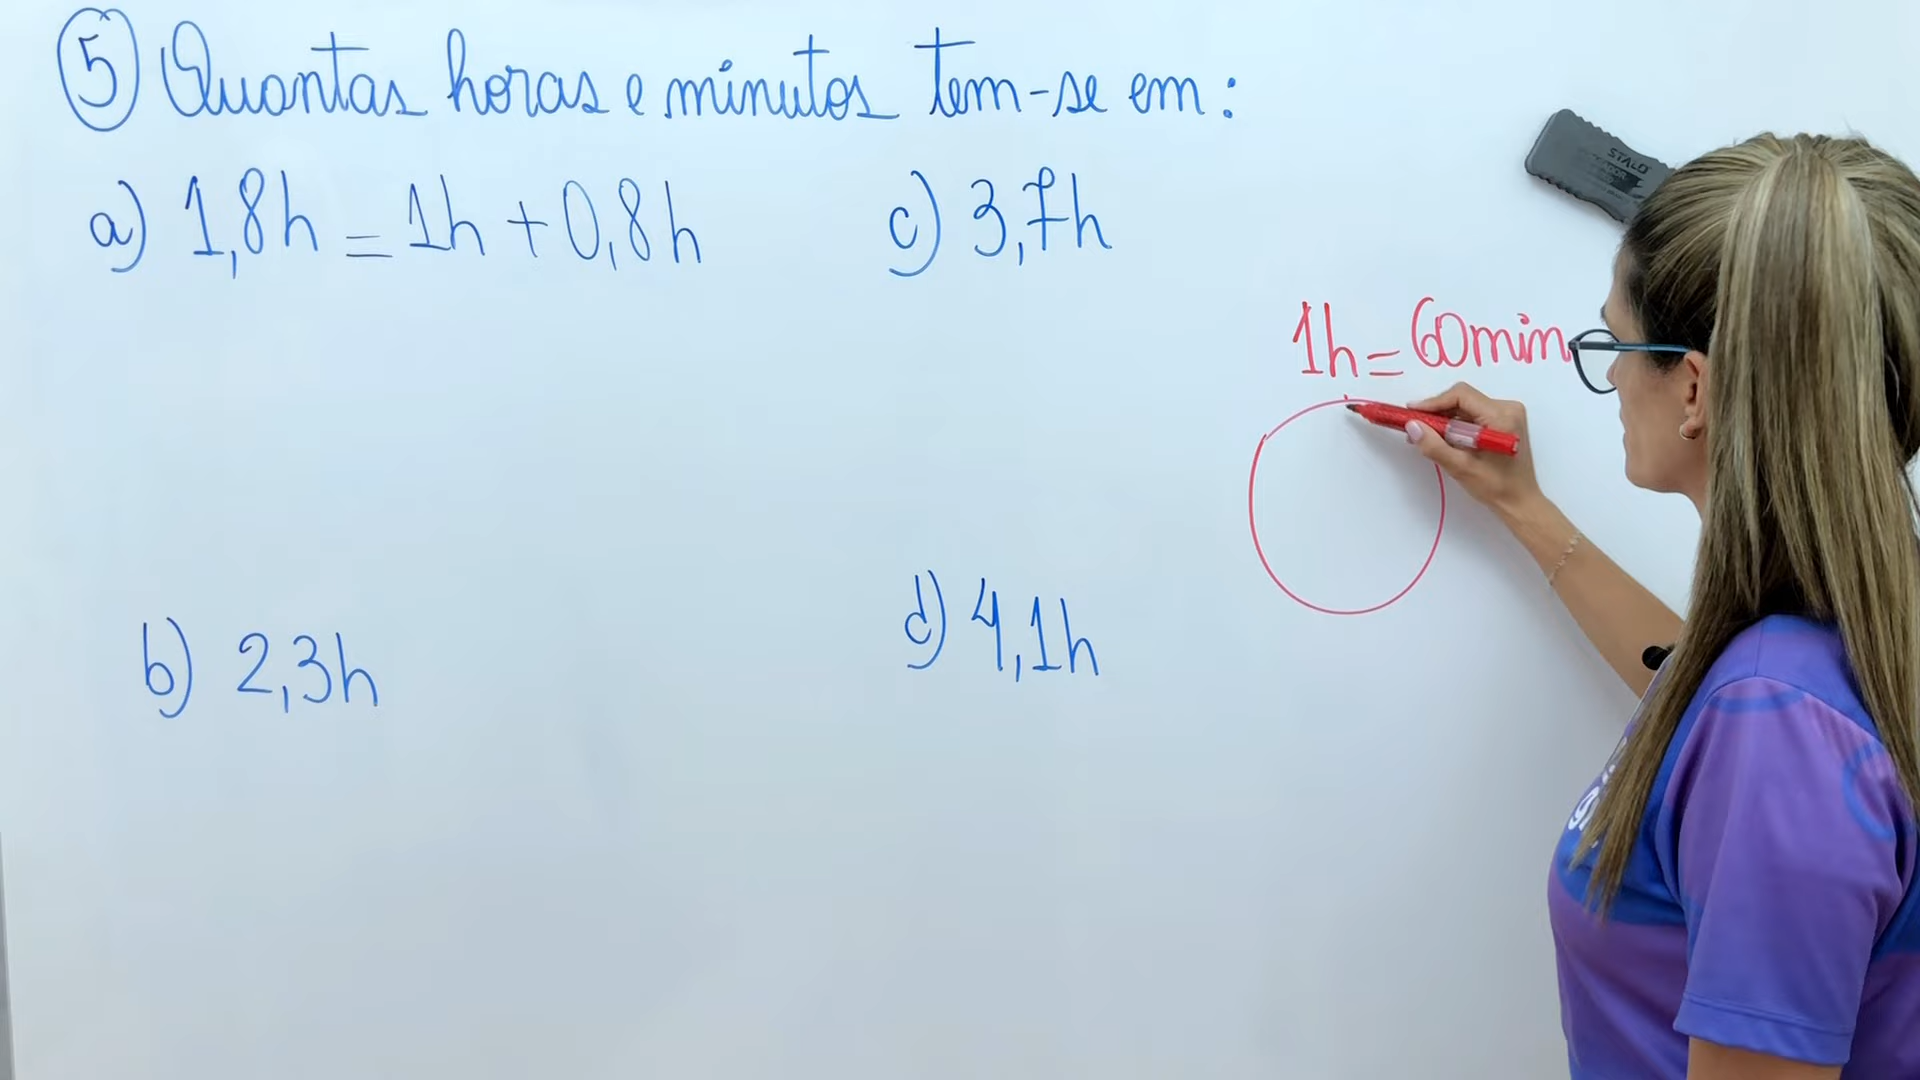 5 Quantas horas e minutos tem-se em:
a) 1,8h = 1h + 0,8h
c) 3,7h
1h = 60min
b) 2,3h
d) 4,1h
STALO